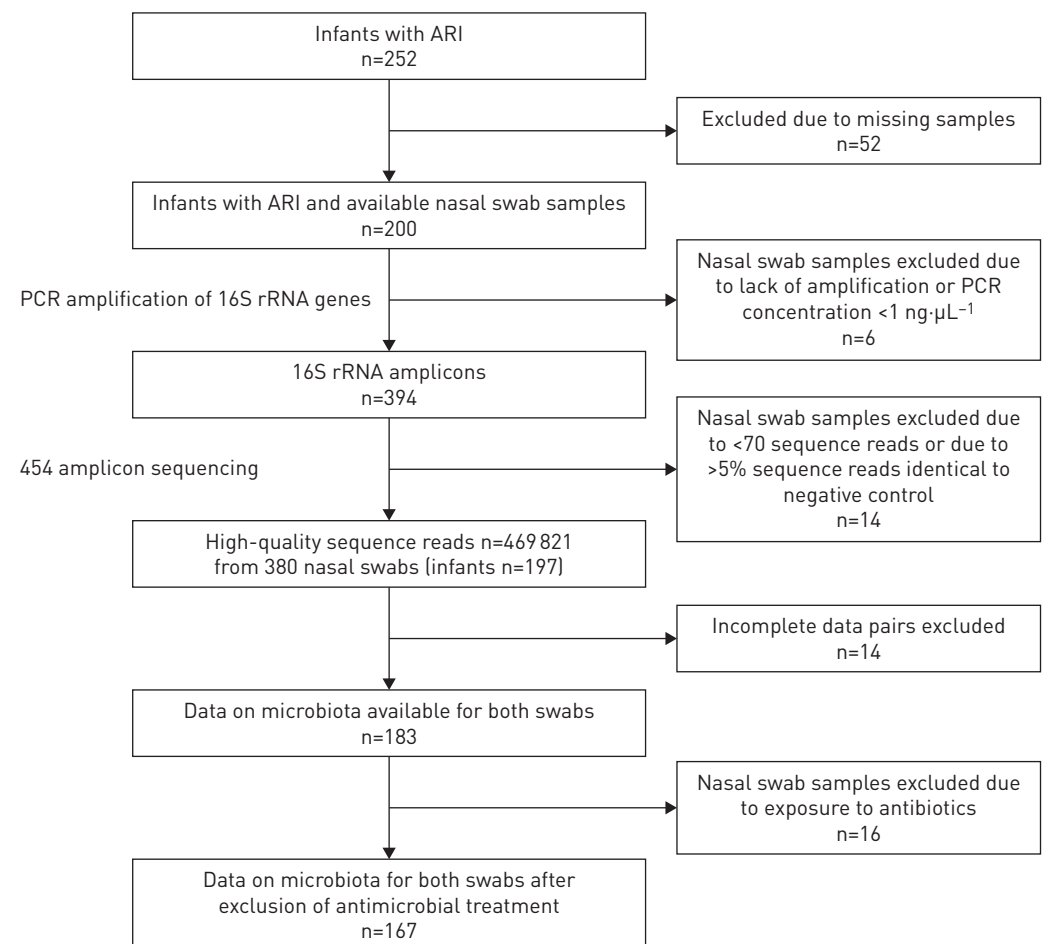 Infants with ARI
n=252
Excluded due to missing samples
n=52
Infants with ARI and available nasal swab samples
n=200
Nasal swab samples excluded due
to lack of amplification or PCR
concentration <1 ng·µL⁻¹
n=6
PCR amplification of 16S rRNA genes
16S rRNA amplicons
n=394
Nasal swab samples excluded due
to <70 sequence reads or due to
>5% sequence reads identical to
negative control
n=14
454 amplicon sequencing
High-quality sequence reads n=469 821
from 380 nasal swabs (infants n=197)
Incomplete data pairs excluded
n=14
Data on microbiota available for both swabs
n=183
Nasal swab samples excluded due
to exposure to antibiotics
n=16
Data on microbiota for both swabs after
exclusion of antimicrobial treatment
n=167